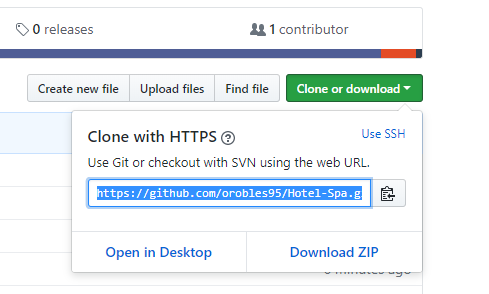 0 releases
1 contributor
Create new file
Upload files
Find file
Clone or download
Clone with HTTPS ?
Use SSH
Use Git or checkout with SVN using the web URL.
https://github.com/orobles95/Hotel-Spa.g
Open in Desktop
Download ZIP
minutes ago